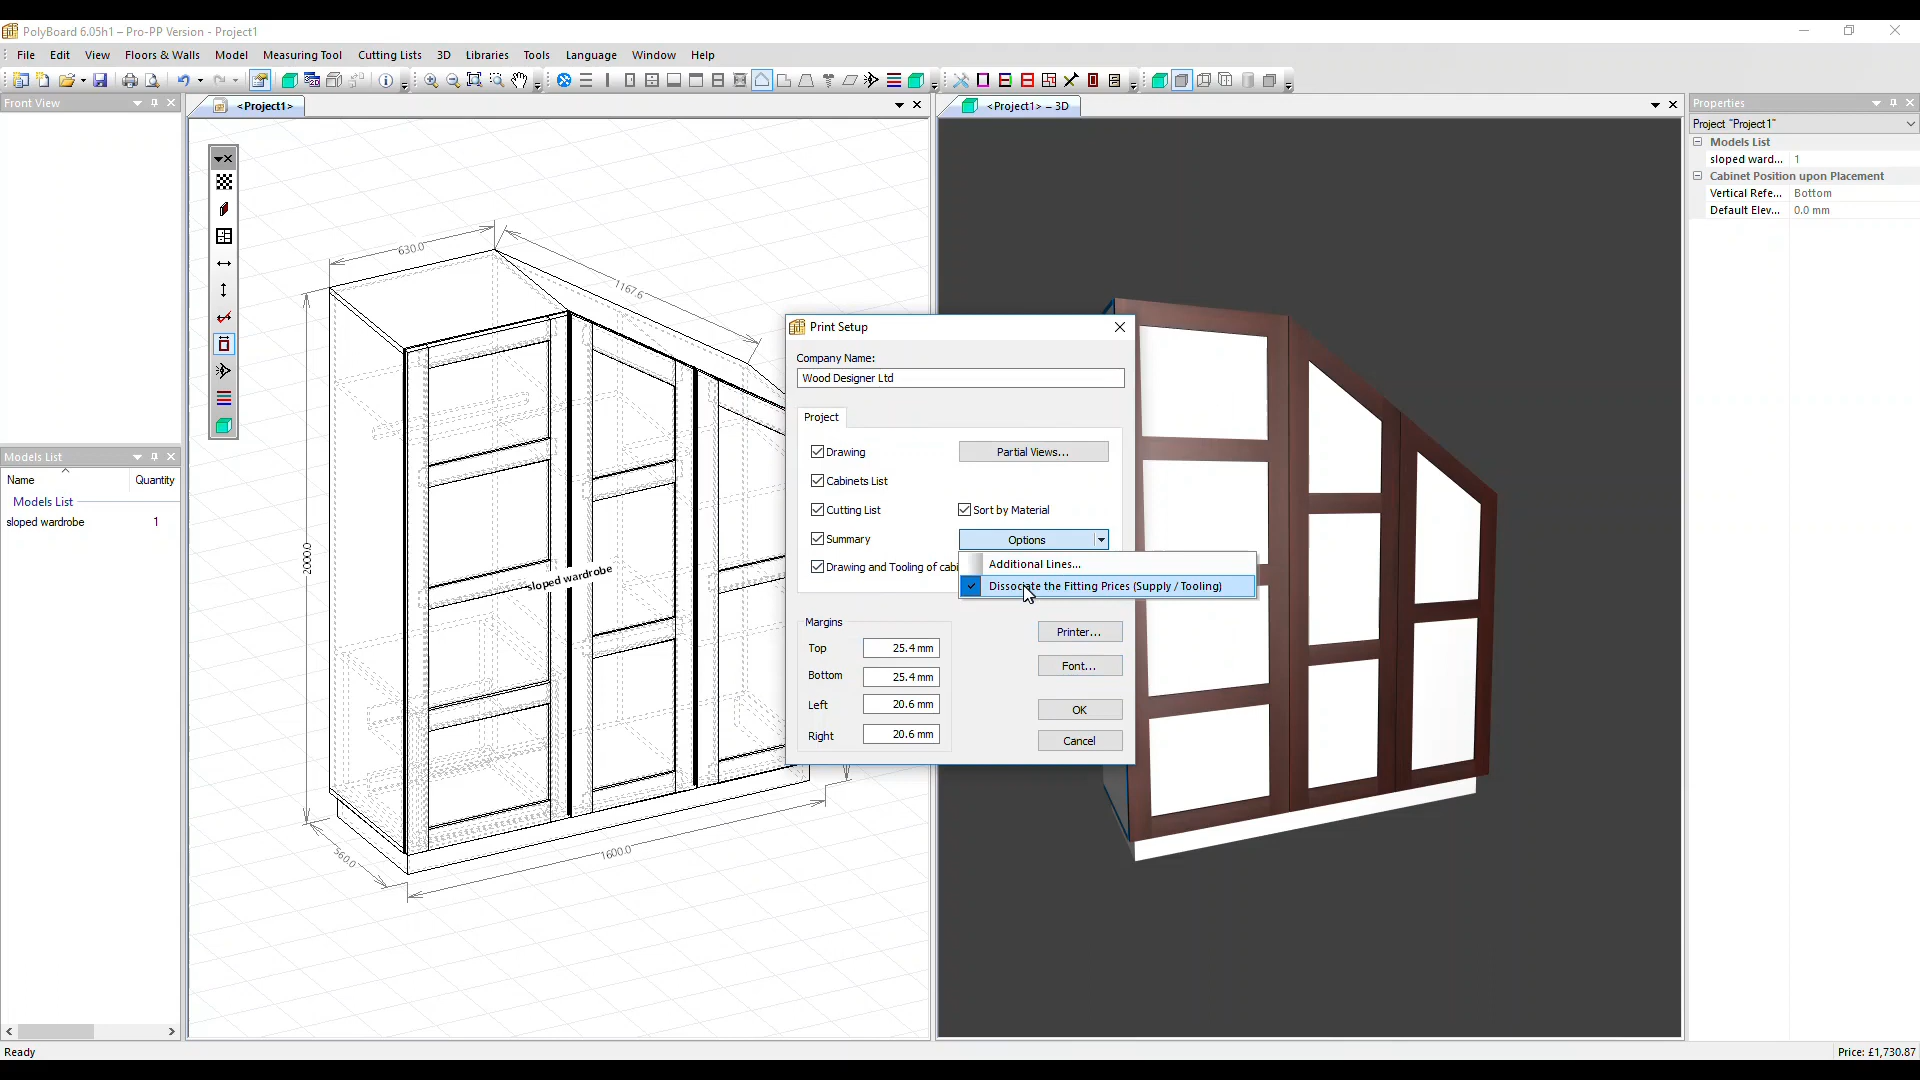 PolyBoard 6.05h1 – Pro-PP Version - Project1
File Edit View Floors & Walls Model Measuring Tool Cutting Lists 3D Libraries Tools Language Window Help
Front View
<Project1>
<Project1> – 3D
Properties
Project "Project1"
Models List
sloped ward... 1
Cabinet Position upon Placement
Vertical Refe... Bottom
Default Elev... 0.0 mm
630.0
1167.6
2000.0
sloped wardrobe
560.0
1600.0
Models List
Name Quantity
Models List
sloped wardrobe 1
Print Setup
Company Name:
Wood Designer Ltd
Project
Drawing Partial Views...
Cabinets List
Cutting List Sort by Material
Summary Options
Drawing and Tooling of cabi
Additional Lines...
Dissociate the Fitting Prices (Supply / Tooling)
Margins
Top 25.4 mm
Bottom 25.4 mm
Left 20.6 mm
Right 20.6 mm
Printer...
Font...
OK
Cancel
Ready
Price: £1,730.87